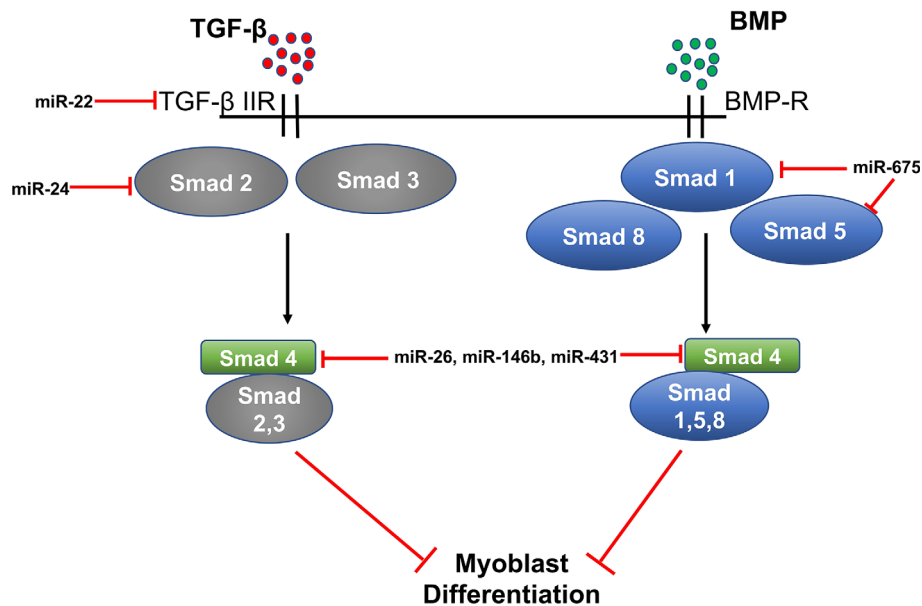 TGF-β
BMP
miR-22
TGF-β IIR
BMP-R
miR-24
Smad 2
Smad 3
Smad 1
miR-675
Smad 8
Smad 5
Smad 4
miR-26, miR-146b, miR-431
Smad 4
Smad
2,3
Smad
1,5,8
Myoblast
Differentiation